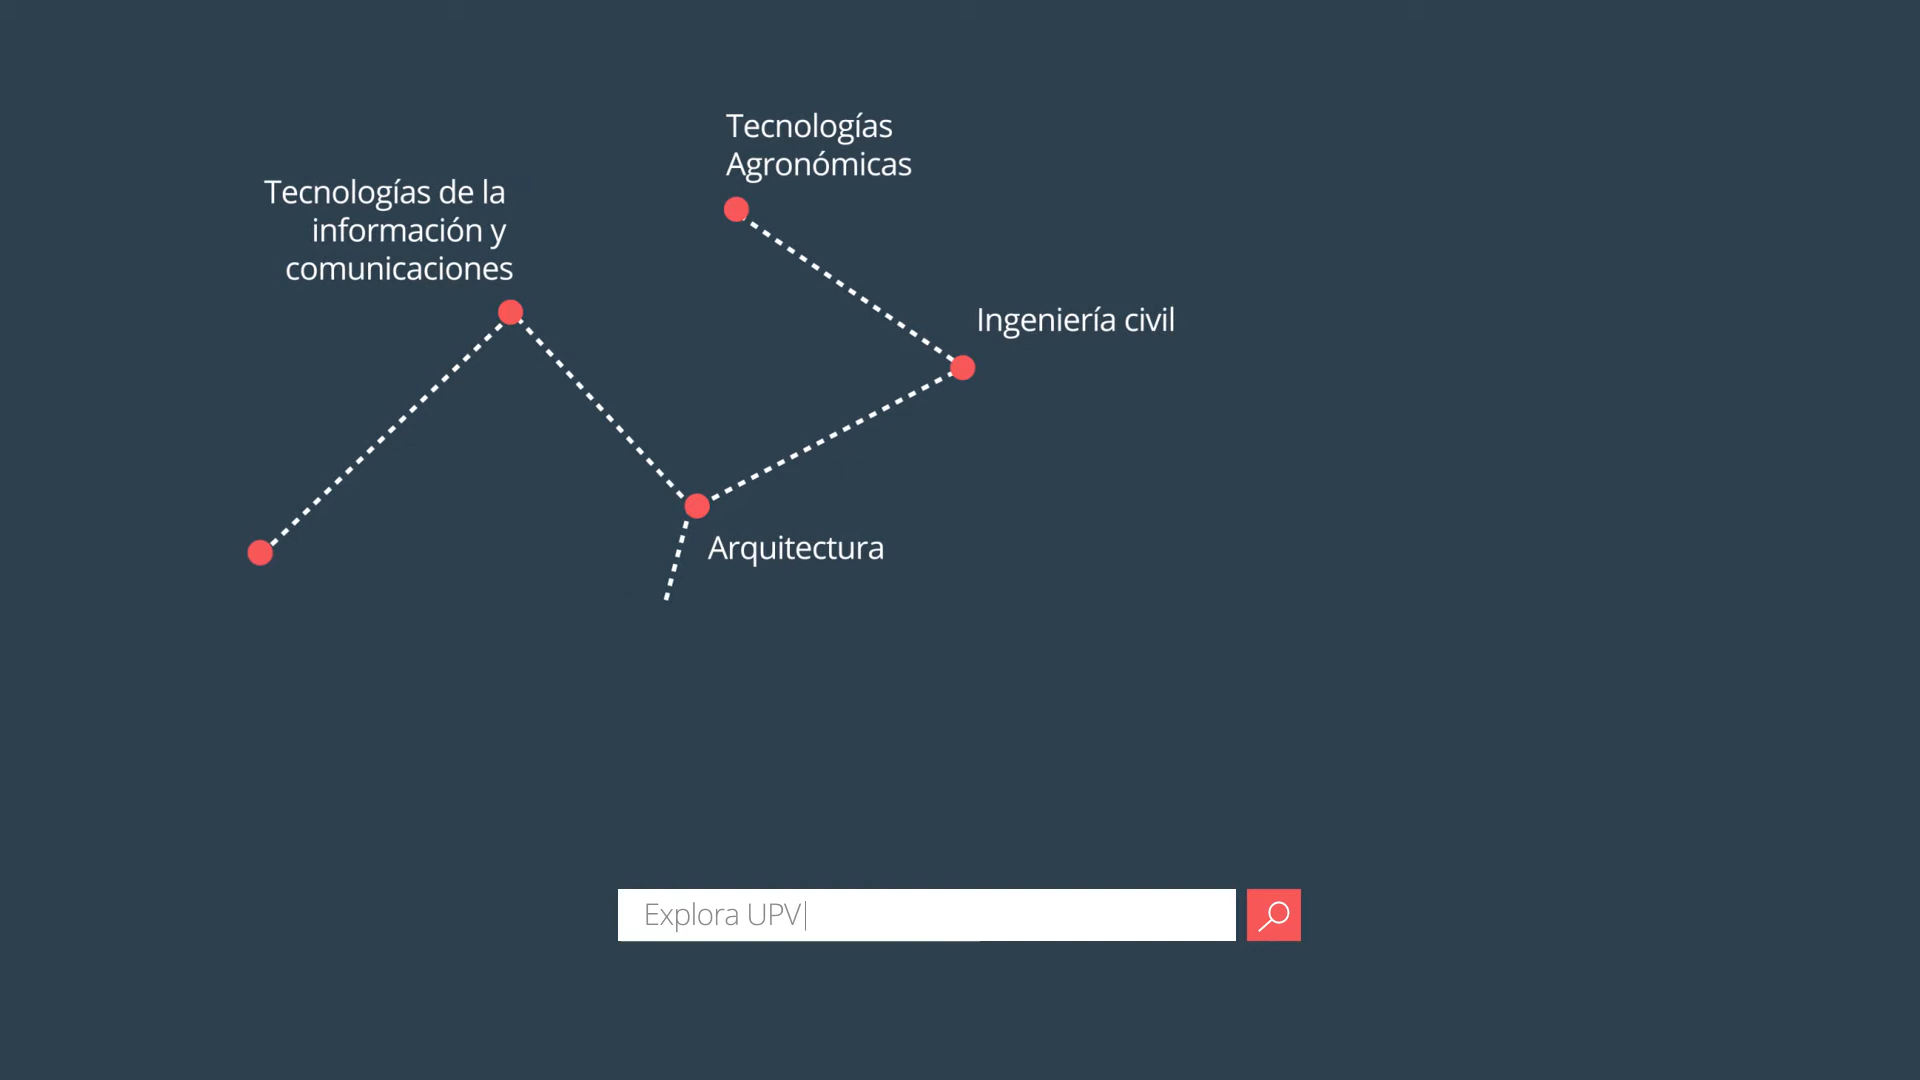 Tecnologías
Agronómicas
Tecnologías de la
información y
comunicaciones
Ingeniería civil
Arquitectura
Explora UPV